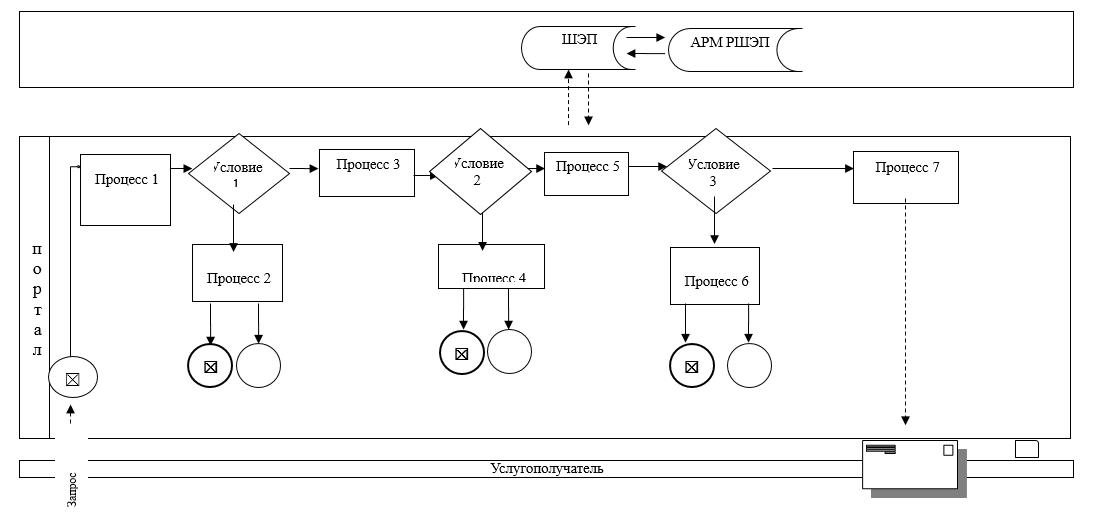 ШЭП
АРМ РШЭП
Процесс 1
Условие
1
Процесс 3
Условие
2
Процесс 5
Условие
3
Процесс 7
портал
Процесс 2
Процесс 4
Процесс 6
Услугополучатель
Запрос